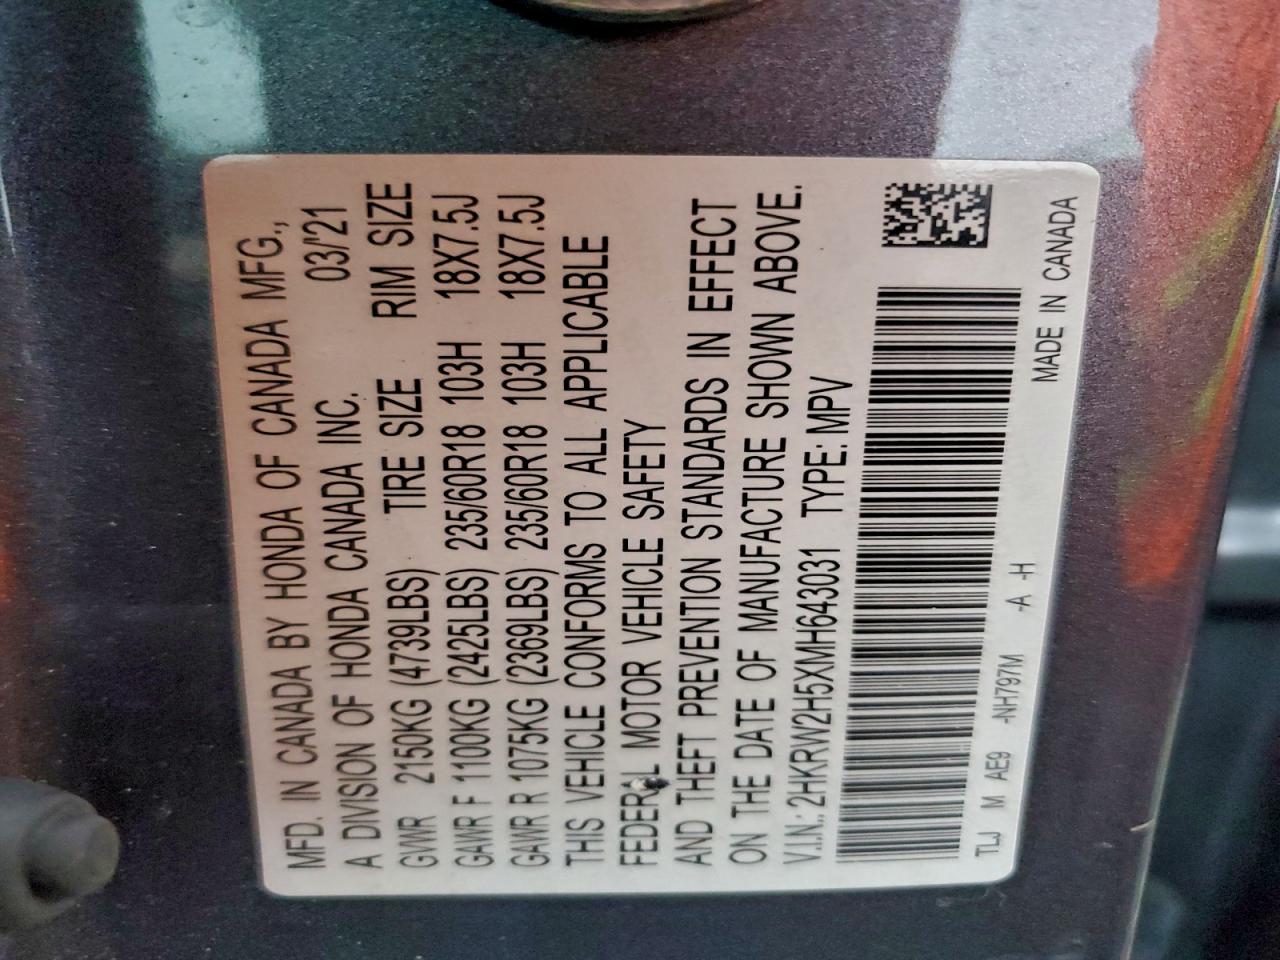 MFD. IN CANADA BY HONDA OF CANADA MFG.,
A DIVISION OF HONDA CANADA INC. 03/'21
GVWR 2150KG (4739LBS) TIRE SIZE RIM SIZE
GAWR F 1100KG (2425LBS) 235/60R18 103H 18X7.5J
GAWR R 1075KG (2369LBS) 235/60R18 103H 18X7.5J
THIS VEHICLE CONFORMS TO ALL APPLICABLE
FEDERAL MOTOR VEHICLE SAFETY
AND THEFT PREVENTION STANDARDS IN EFFECT
ON THE DATE OF MANUFACTURE SHOWN ABOVE.
V.I.N.: 2HKRW2H5XMH643031 TYPE: MPV
TLJ M AE9 -NH797M -A -H MADE IN CANADA